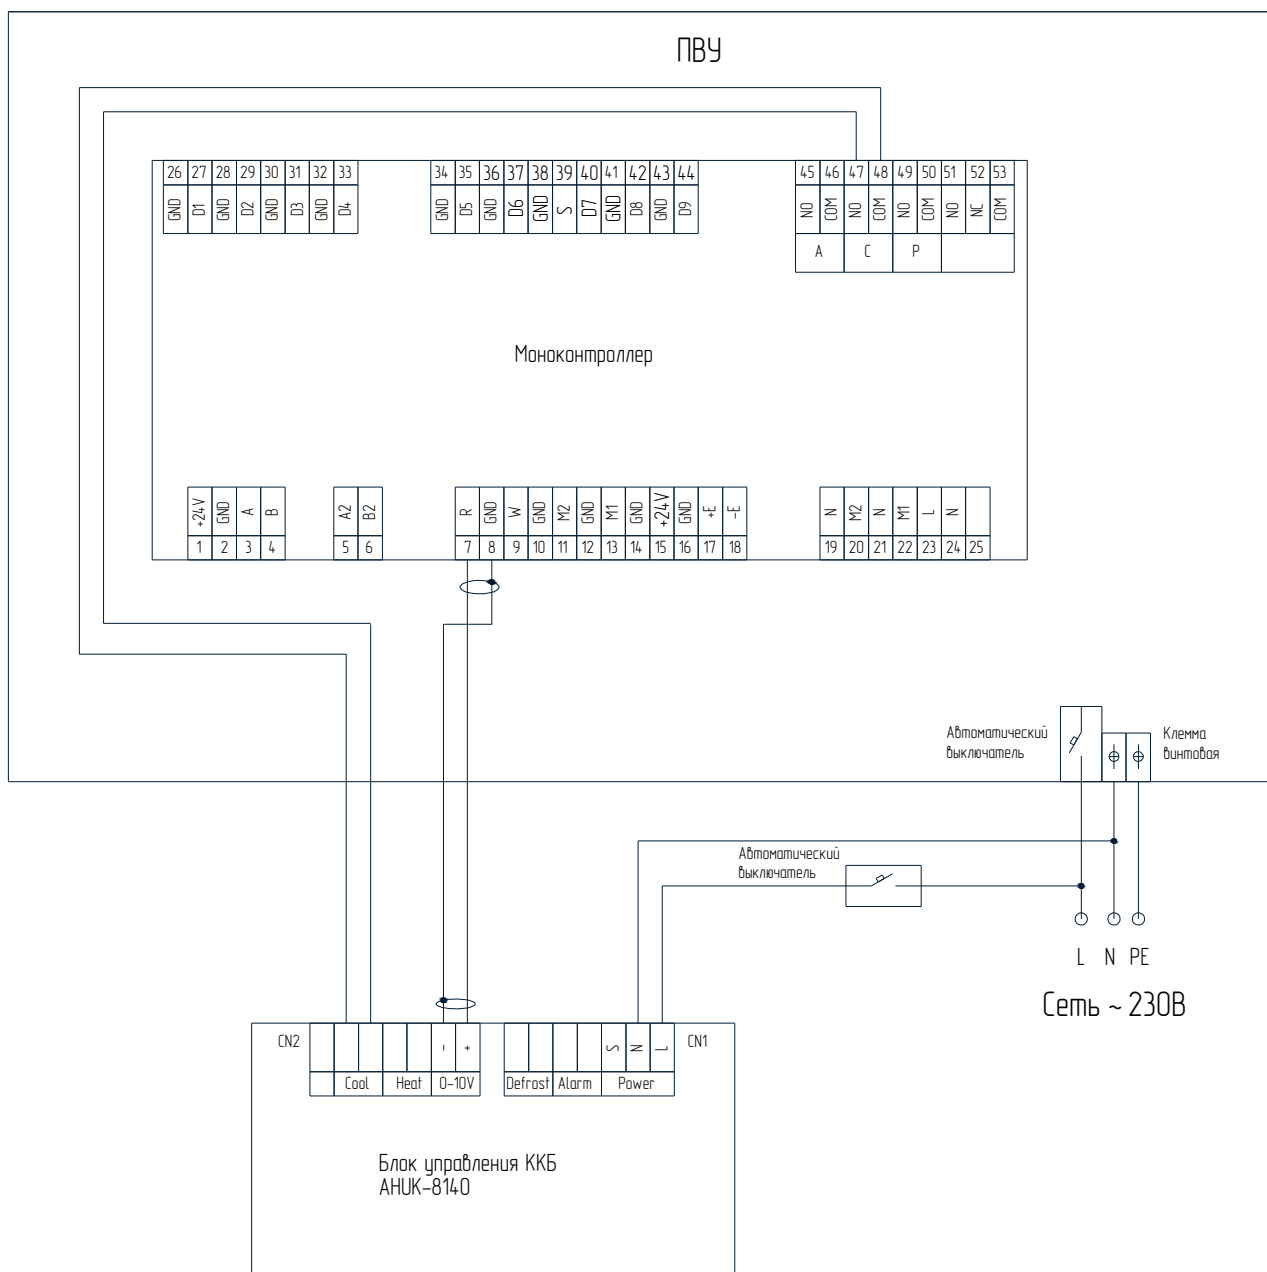 ПВУ
26 27 28 29 30 31 32 33
34 35 36 37 38 39 40 41 42 43 44
45 46 47 48 49 50 51 52 53
GND D1 GND D2 GND D3 GND D4
GND D5 GND D6 GND S D7 GND D8 GND D9
NO COM NO COM NO COM NO NC COM
A C P
Моноконтроллер
+24V GND A B
A2 B2
R GND W GND M2 GND M1 GND +24V GND +E -E
N M2 N M1 L N
1 2 3 4
5 6
7 8 9 10 11 12 13 14 15 16 17 18
19 20 21 22 23 24 25
Автоматический
выключатель
Клемма
винтовая
Автоматический
выключатель
L N PE
Сеть ~ 230В
CN2
- +
S N L
CN1
Cool Heat 0-10V
Defrost Alarm Power
Блок управления ККБ
AHUK-8140